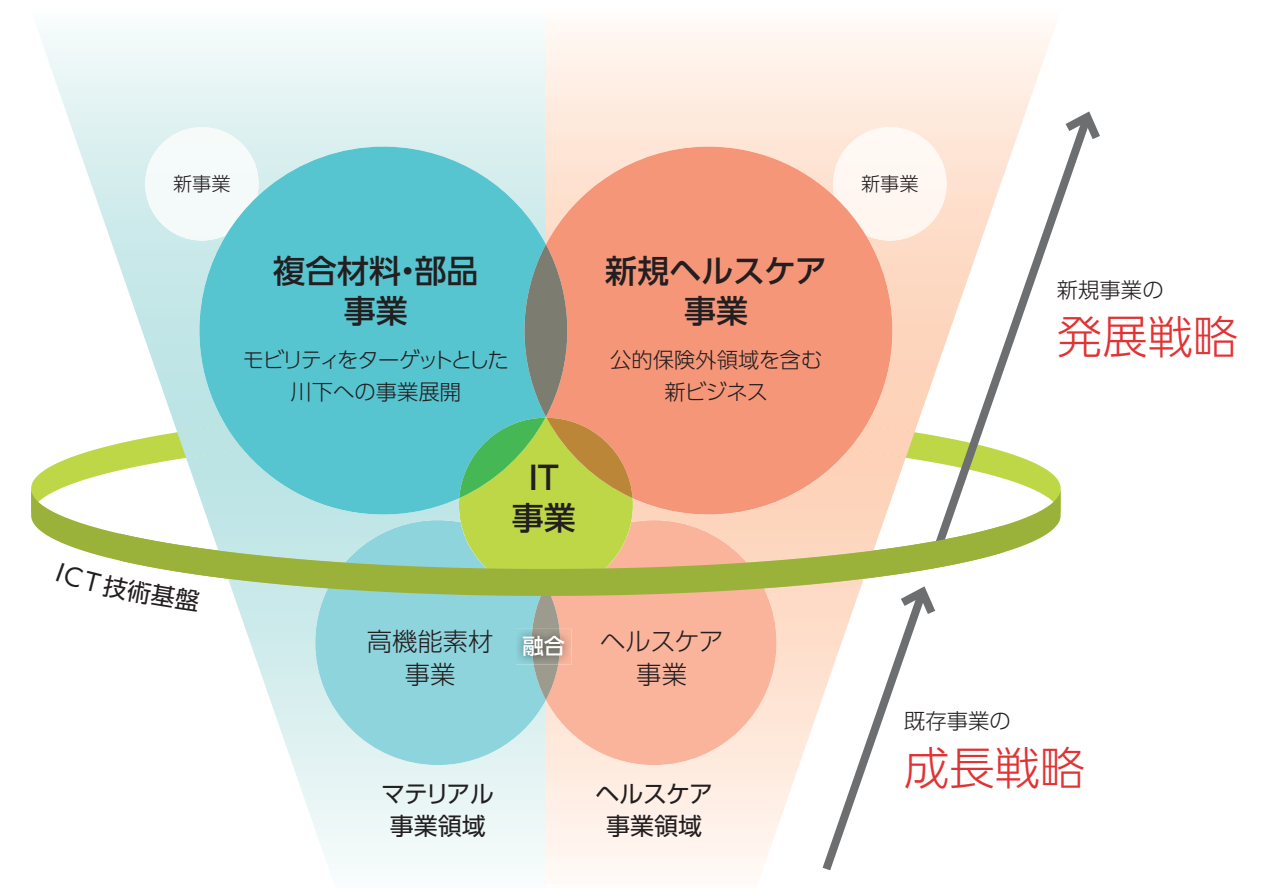 新事業
新事業
複合材料・部品
事業
モビリティをターゲットとした
川下への事業展開
新規ヘルスケア
事業
公的保険外領域を含む
新ビジネス
新規事業の
発展戦略
IT
事業
ICT技術基盤
高機能素材
事業
融合
ヘルスケア
事業
既存事業の
成長戦略
マテリアル
事業領域
ヘルスケア
事業領域